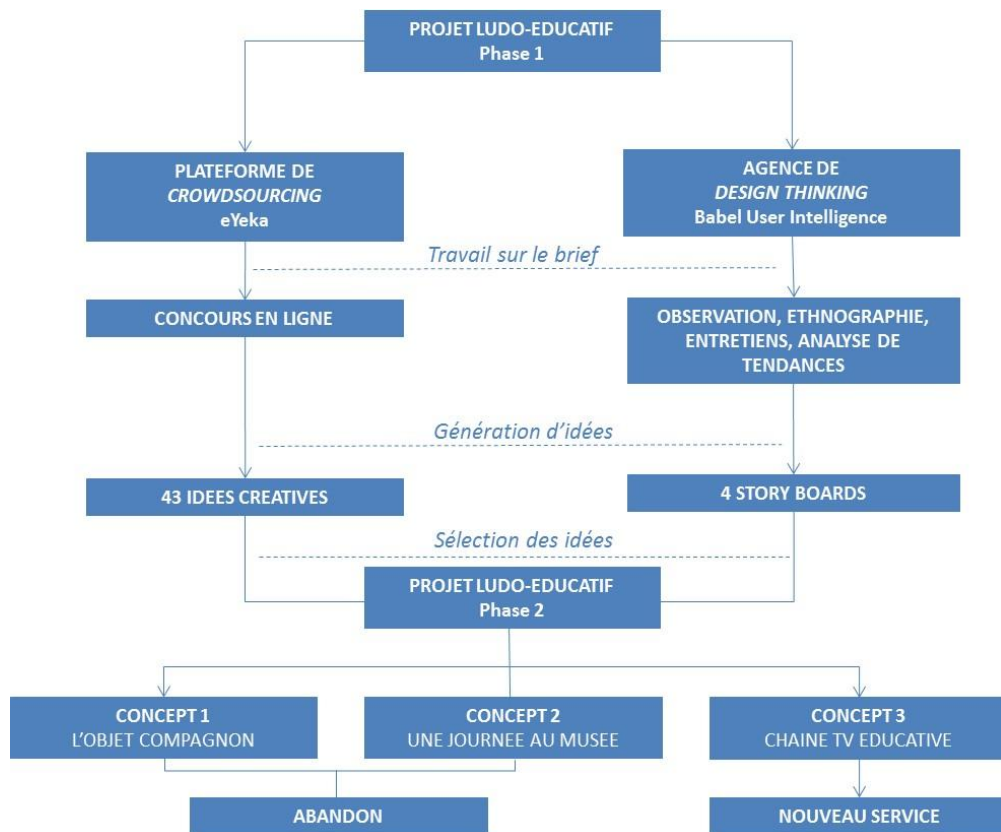 PROJET LUDO-EDUCATIF
Phase 1
PLATEFORME DE
CROWDSOURCING
eYeka
AGENCE DE
DESIGN THINKING
Babel User Intelligence
Travail sur le brief
CONCOURS EN LIGNE
OBSERVATION, ETHNOGRAPHIE,
ENTRETIENS, ANALYSE DE
TENDANCES
Génération d'idées
43 IDEES CREATIVES
4 STORY BOARDS
Sélection des idées
PROJET LUDO-EDUCATIF
Phase 2
CONCEPT 1
L'OBJET COMPAGNON
CONCEPT 2
UNE JOURNEE AU MUSEE
CONCEPT 3
CHAINE TV EDUCATIVE
ABANDON
NOUVEAU SERVICE